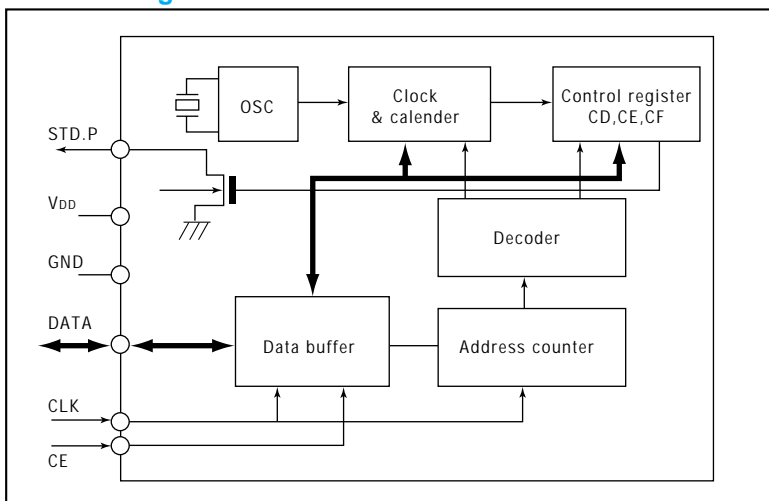 OSC
Clock
& calender
Control register
CD,CE,CF
STD.P
VDD
GND
Decoder
DATA
Data buffer
Address counter
CLK
CE